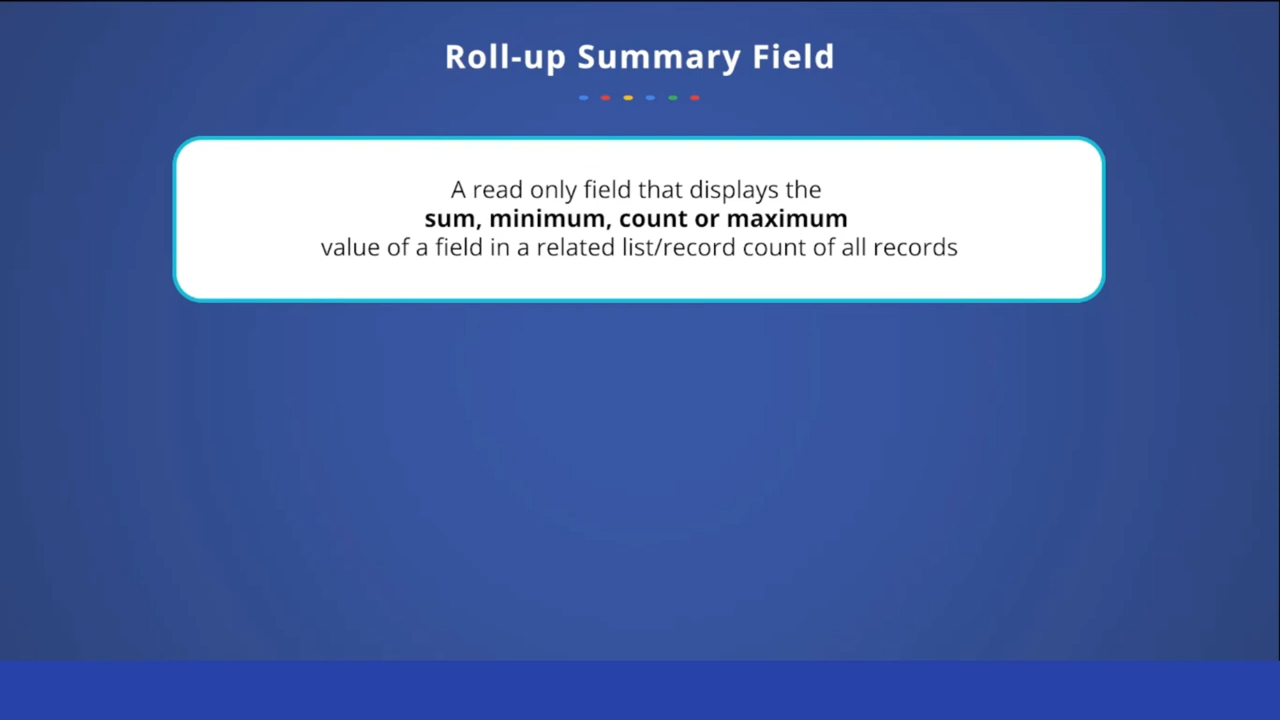 Roll-up Summary Field
A read only field that displays the
sum, minimum, count or maximum
value of a field in a related list/record count of all records